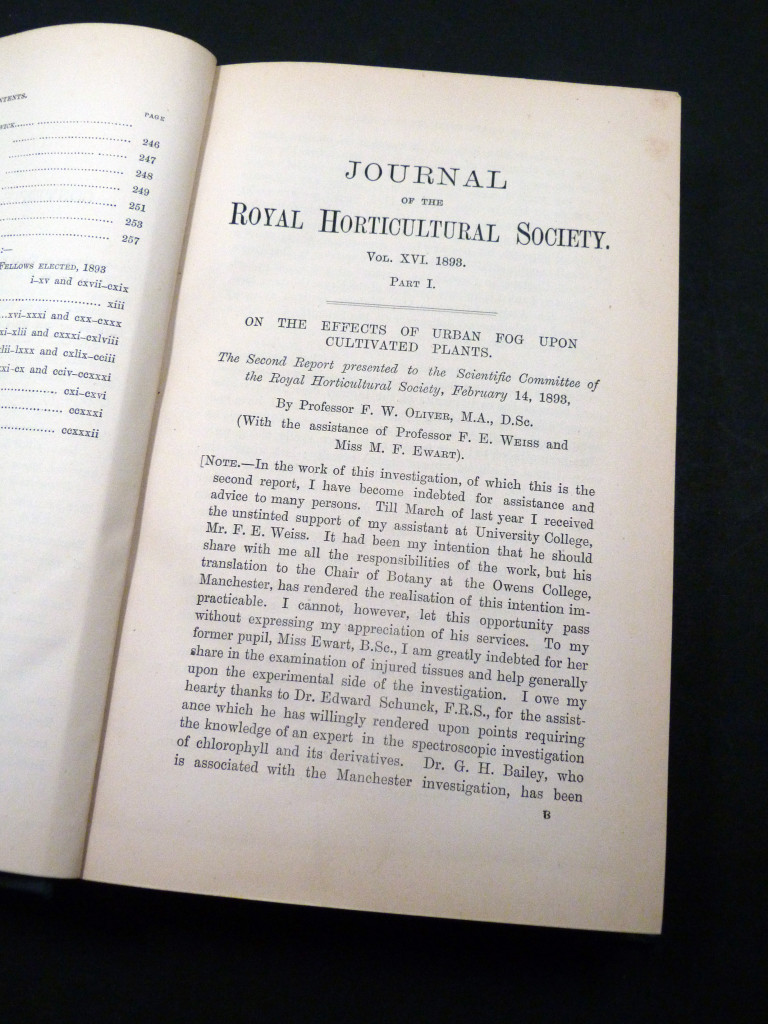 NTENTS.
PAGE
WICK
246
247
248
249
251
253
257
:—
FELLOWS ELECTED, 1893
i-xv and cxvii-cxix
xiii
xvi-xxxi and cxx-cxxx
xi-xlii and cxxxi-cxlviii
lii-lxxx and cxlix-cciii
xi-cx and cciv-ccxxxi
cxi-cxvi
ccxxxi
ccxxxii
JOURNAL
OF THE
ROYAL HORTICULTURAL SOCIETY.
VOL. XVI. 1893.
PART I.
ON THE EFFECTS OF URBAN FOG UPON
CULTIVATED PLANTS.
The Second Report presented to the Scientific Committee of
the Royal Horticultural Society, February 14, 1893,
By Professor F. W. OLIVER, M.A., D.Sc.
(With the assistance of Professor F. E. WEISS and
Miss M. F. EWART).
[NOTE.—In the work of this investigation, of which this is the
second report, I have become indebted for assistance and
advice to many persons. Till March of last year I received
the unstinted support of my assistant at University College,
Mr. F. E. Weiss. It had been my intention that he should
share with me all the responsibilities of the work, but his
translation to the Chair of Botany at the Owens College,
Manchester, has rendered the realisation of this intention im-
practicable. I cannot, however, let this opportunity pass
without expressing my appreciation of his services. To my
former pupil, Miss Ewart, B.Sc., I am greatly indebted for her
share in the examination of injured tissues and help generally
upon the experimental side of the investigation. I owe my
hearty thanks to Dr. Edward Schunck, F.R.S., for the assist-
ance which he has willingly rendered upon points requiring
the knowledge of an expert in the spectroscopic investigation
of chlorophyll and its derivatives. Dr. G. H. Bailey, who
is associated with the Manchester investigation, has been
B